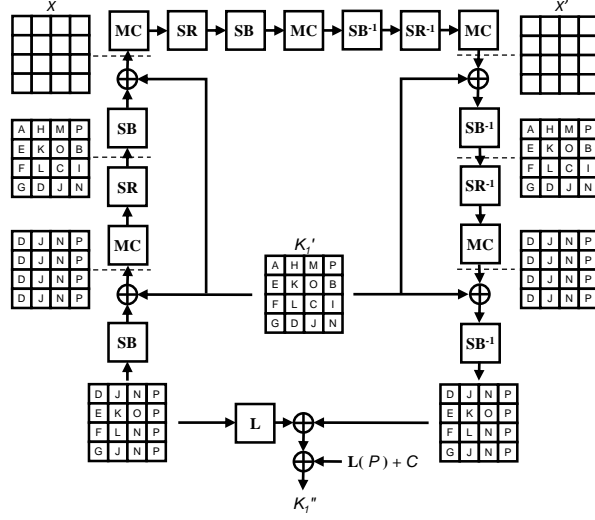 X
X'
MC SR SB MC SB⁻¹ SR⁻¹ MC
SB
SB⁻¹
A H M P
E K O B
F L C I
G D J N
A H M P
E K O B
F L C I
G D J N
SR
SR⁻¹
D J N P
D J N P
D J N P
D J N P
MC
K₁'
A H M P
E K O B
F L C I
G D J N
MC
D J N P
D J N P
D J N P
D J N P
SB
SB⁻¹
D J N P
E K O P
F L N P
G J N P
L
D J N P
E K O P
F L N P
G J N P
L( P ) + C
K₁"